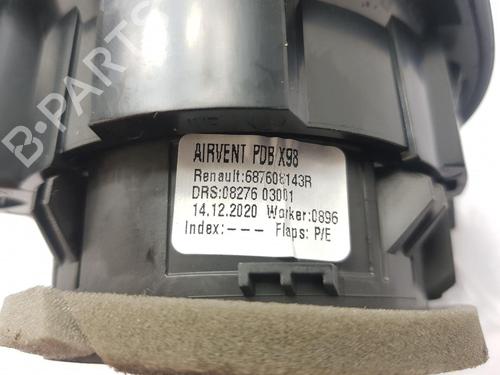 B-PARTS
AIRVENT PDB X98
Renault:687608143R
DRS:08276 03001
14.12.2020 Worker:0896
Index:--- Flaps: P/E